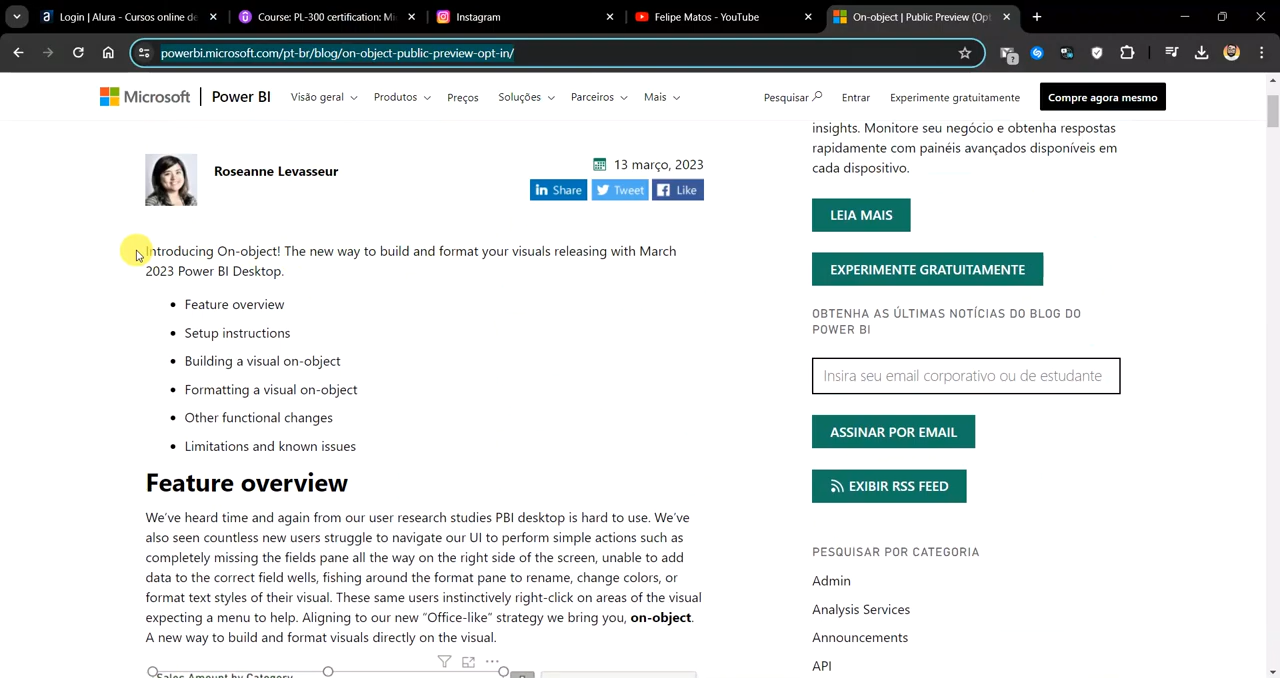 Login | Alura - Cursos online de
Course: PL-300 certification: Mi
Instagram
Felipe Matos - YouTube
On-object | Public Preview (Opt
powerbi.microsoft.com/pt-br/blog/on-object-public-preview-opt-in/
Microsoft | Power BI
Visão geral
Produtos
Preços
Soluções
Parceiros
Mais
Pesquisar
Entrar
Experimente gratuitamente
Compre agora mesmo
Roseanne Levasseur
13 março, 2023
in Share
Tweet
Like
Introducing On-object! The new way to build and format your visuals releasing with March
2023 Power BI Desktop.
• Feature overview
• Setup instructions
• Building a visual on-object
• Formatting a visual on-object
• Other functional changes
• Limitations and known issues
Feature overview
We've heard time and again from our user research studies PBI desktop is hard to use. We've
also seen countless new users struggle to navigate our UI to perform simple actions such as
completely missing the fields pane all the way on the right side of the screen, unable to add
data to the correct field wells, fishing around the format pane to rename, change colors, or
format text styles of their visual. These same users instinctively right-click on areas of the visual
expecting a menu to help. Aligning to our new “Office-like” strategy we bring you, on-object.
A new way to build and format visuals directly on the visual.
Sales Amount by Category
insights. Monitore seu negócio e obtenha respostas
rapidamente com painéis avançados disponíveis em
cada dispositivo.
LEIA MAIS
EXPERIMENTE GRATUITAMENTE
OBTENHA AS ÚLTIMAS NOTÍCIAS DO BLOG DO
POWER BI
Insira seu email corporativo ou de estudante
ASSINAR POR EMAIL
EXIBIR RSS FEED
PESQUISAR POR CATEGORIA
Admin
Analysis Services
Announcements
API